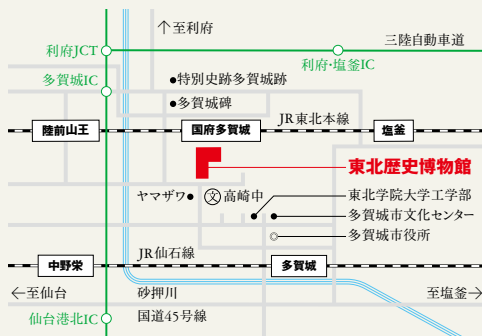 ↑至利府
三陸自動車道
利府JCT
利府・塩釜IC
多賀城IC
●特別史跡多賀城跡
●多賀城碑
JR東北本線
陸前山王
国府多賀城
塩釜
東北歴史博物館
ヤマザワ●
文 高崎中
東北学院大学工学部
多賀城市文化センター
◎多賀城市役所
JR仙石線
中野栄
多賀城
←至仙台
砂押川
至塩釜→
仙台港北IC
国道45号線